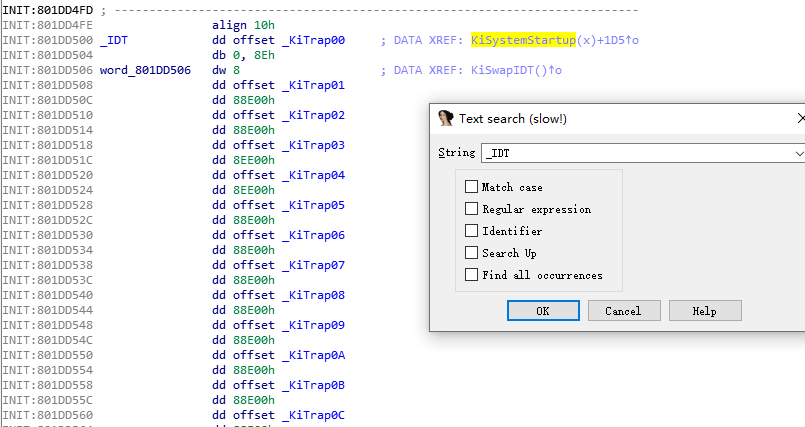 INIT:801DD4FD ; ---------------------------------------------------------------------------
INIT:801DD4FE align 10h
INIT:801DD500 _IDT dd offset _KiTrap00 ; DATA XREF: KiSystemStartup(x)+1D5↑o
INIT:801DD504 db 0, 8Eh
INIT:801DD506 word_801DD506 dw 8 ; DATA XREF: KiSwapIDT()↑o
INIT:801DD508 dd offset _KiTrap01
INIT:801DD50C dd 88E00h
INIT:801DD510 dd offset _KiTrap02
INIT:801DD514 dd 88E00h
INIT:801DD518 dd offset _KiTrap03
INIT:801DD51C dd 8EE00h
INIT:801DD520 dd offset _KiTrap04
INIT:801DD524 dd 8EE00h
INIT:801DD528 dd offset _KiTrap05
INIT:801DD52C dd 88E00h
INIT:801DD530 dd offset _KiTrap06
INIT:801DD534 dd 88E00h
INIT:801DD538 dd offset _KiTrap07
INIT:801DD53C dd 88E00h
INIT:801DD540 dd offset _KiTrap08
INIT:801DD544 dd 88E00h
INIT:801DD548 dd offset _KiTrap09
INIT:801DD54C dd 88E00h
INIT:801DD550 dd offset _KiTrap0A
INIT:801DD554 dd 88E00h
INIT:801DD558 dd offset _KiTrap0B
INIT:801DD55C dd 88E00h
INIT:801DD560 dd offset _KiTrap0C
Text search (slow!)
String _IDT
Match case
Regular expression
Identifier
Search Up
Find all occurrences
OK Cancel Help